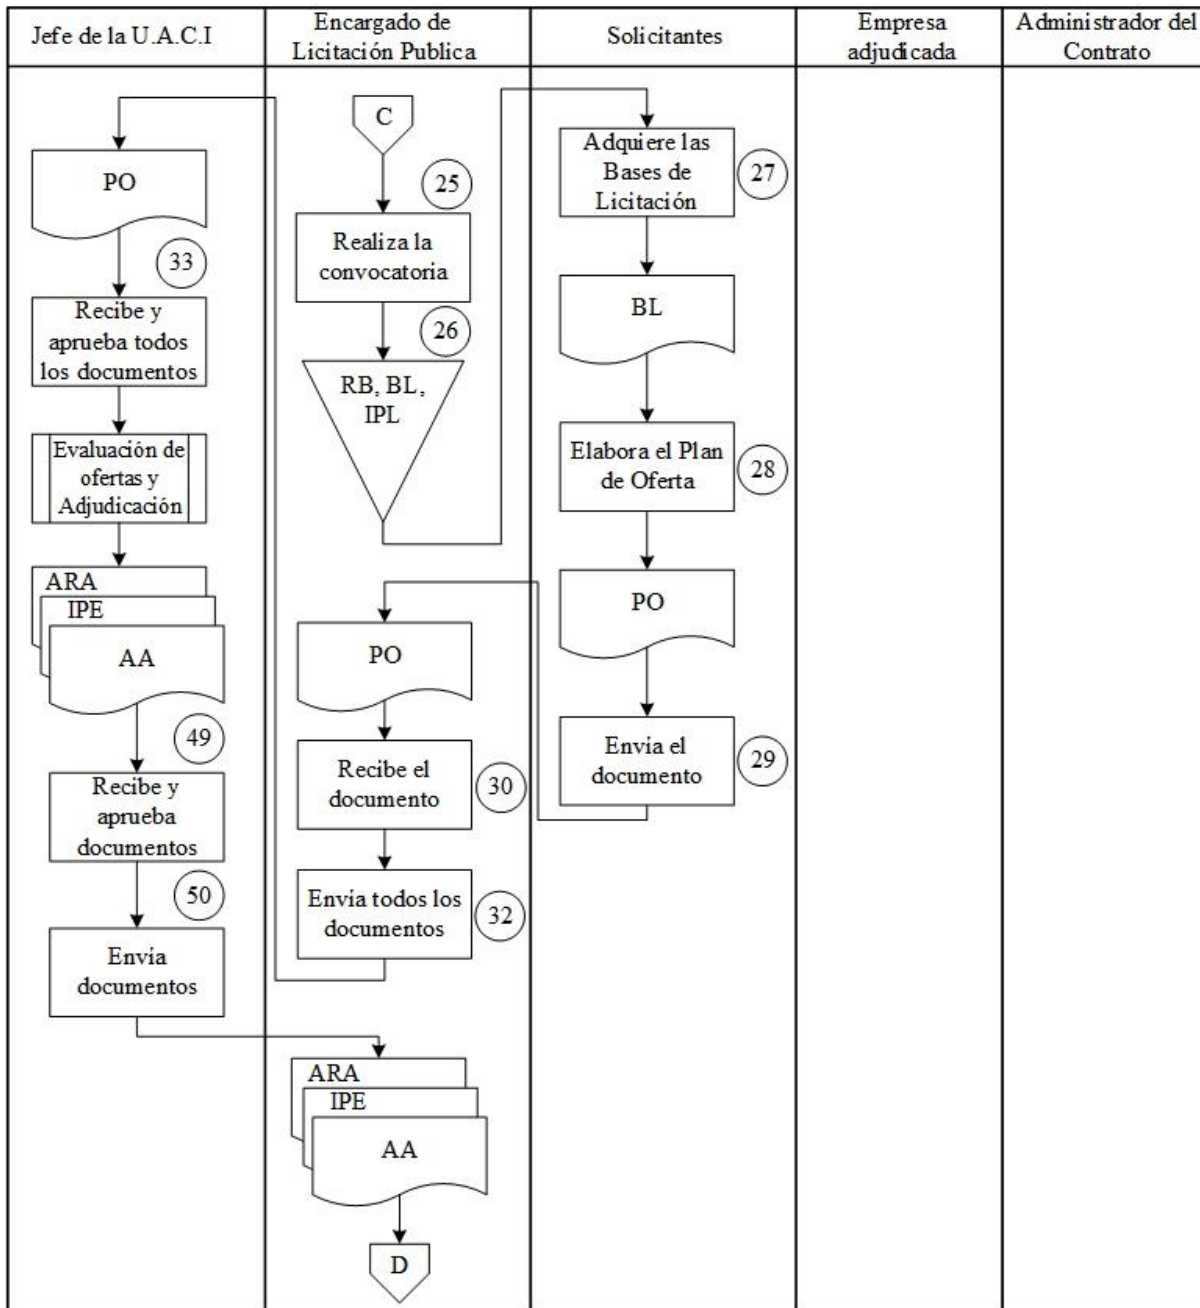 Jefe de la U.A.C.I
Encargado de
Licitación Publica
Solicitantes
Empresa
adjudicada
Administrador del
Contrato
C
25
Realiza la
convocatoria
26
RB, BL,
IPL
Adquiere las
Bases de
Licitación
27
BL
Elabora el Plan
de Oferta
28
PO
Envía el
documento
29
PO
Recibe el
documento
30
Envía todos los
documentos
32
PO
33
Recibe y
aprueba todos
los documentos
Evaluación de
ofertas y
Adjudicación
ARA
IPE
AA
49
Recibe y
aprueba
documentos
50
Envía
documentos
ARA
IPE
AA
D